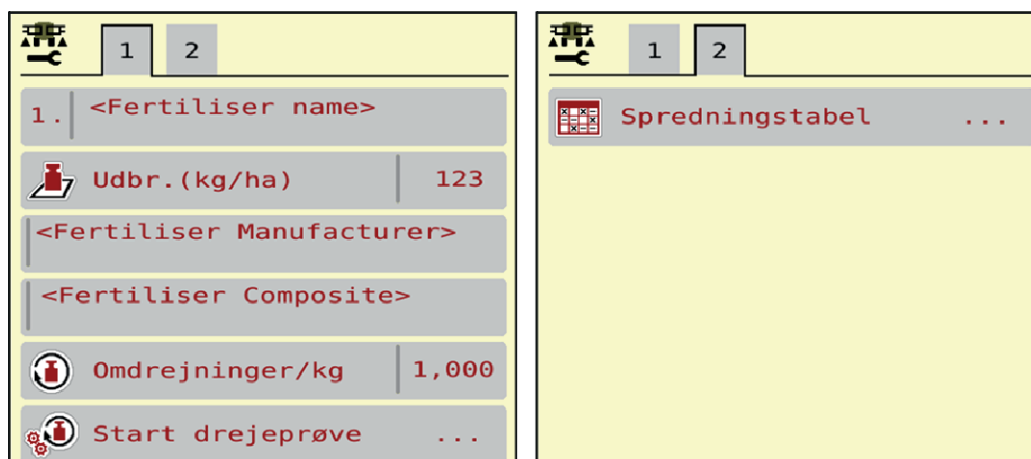 1 2
1. <Fertiliser name>
Udbr.(kg/ha) 123
<Fertiliser Manufacturer>
<Fertiliser Composite>
Omdrejninger/kg 1,000
Start drejeprøve ...
1 2
Spredningstabel ...